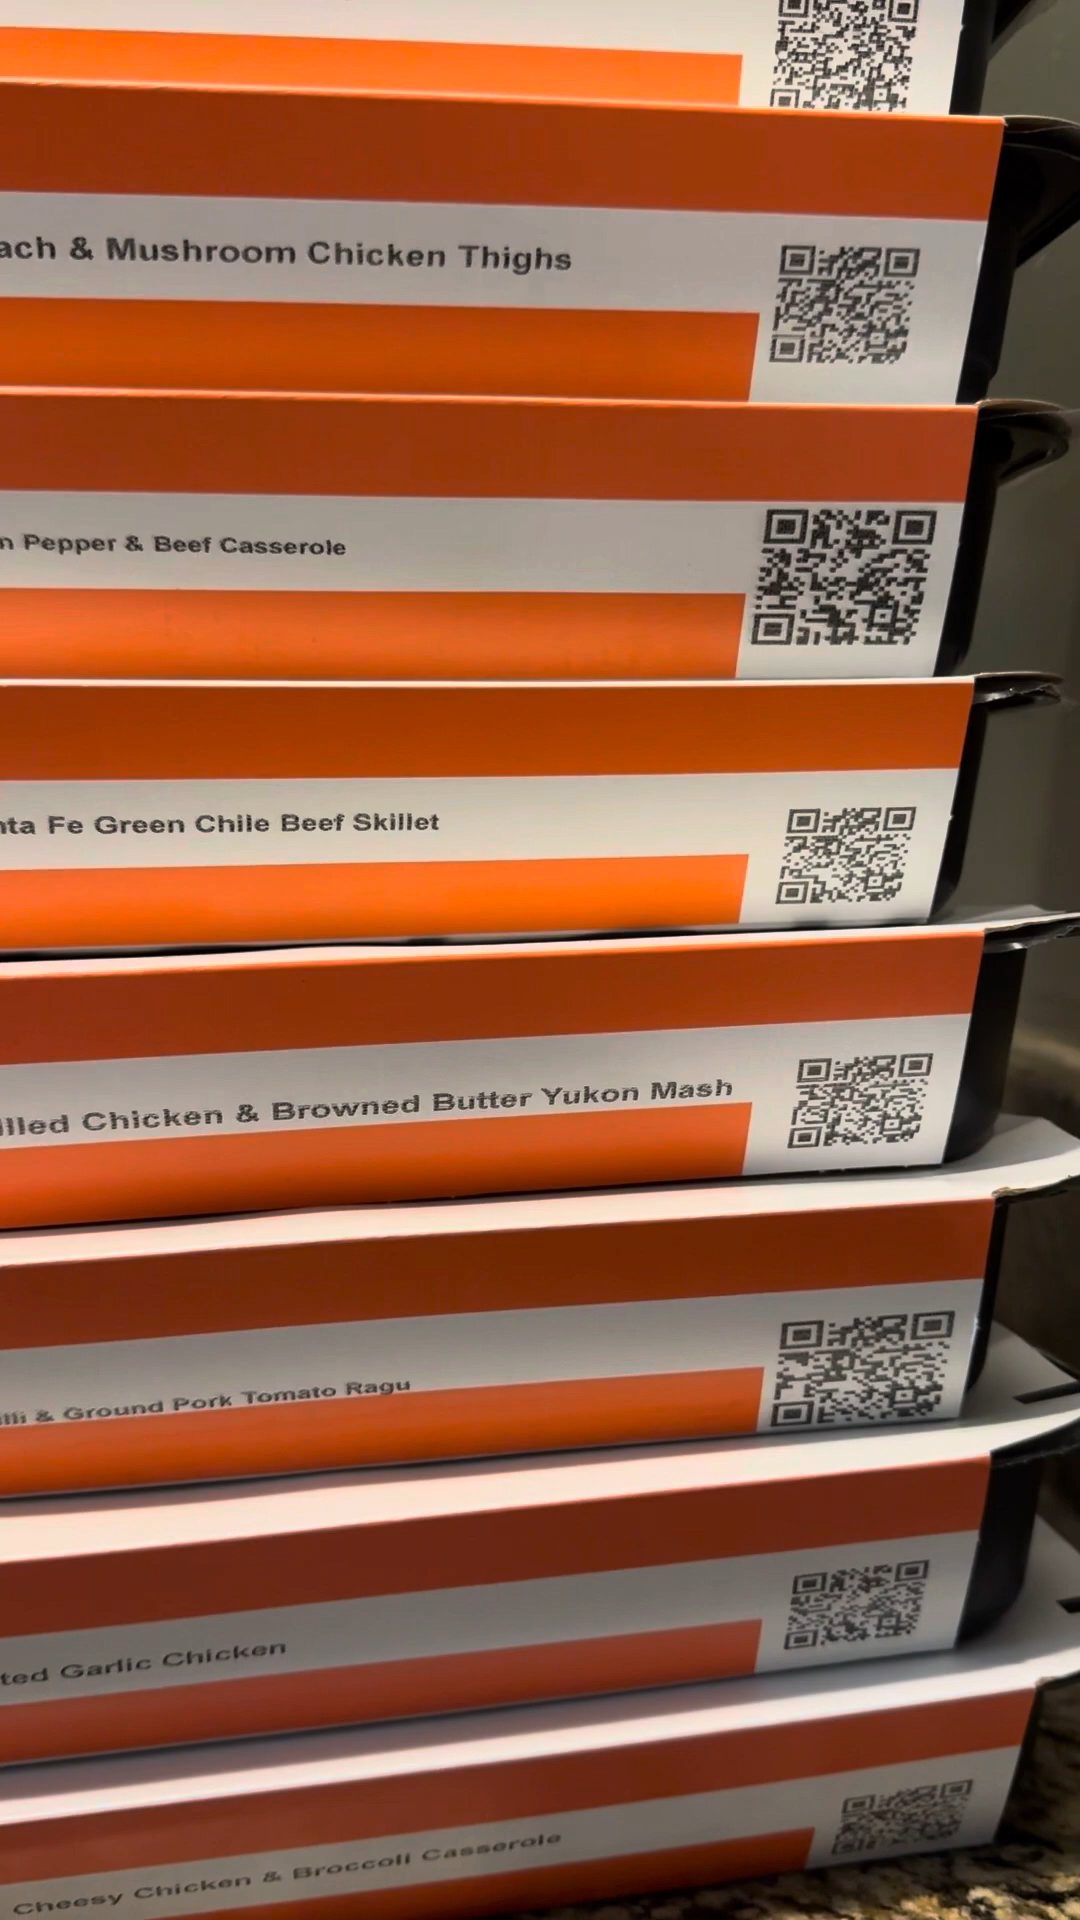 ach & Mushroom Chicken Thighs
n Pepper & Beef Casserole
nta Fe Green Chile Beef Skillet
illed Chicken & Browned Butter Yukon Mash
illi & Ground Pork Tomato Ragu
ted Garlic Chicken
Cheesy Chicken & Broccoli Casserole